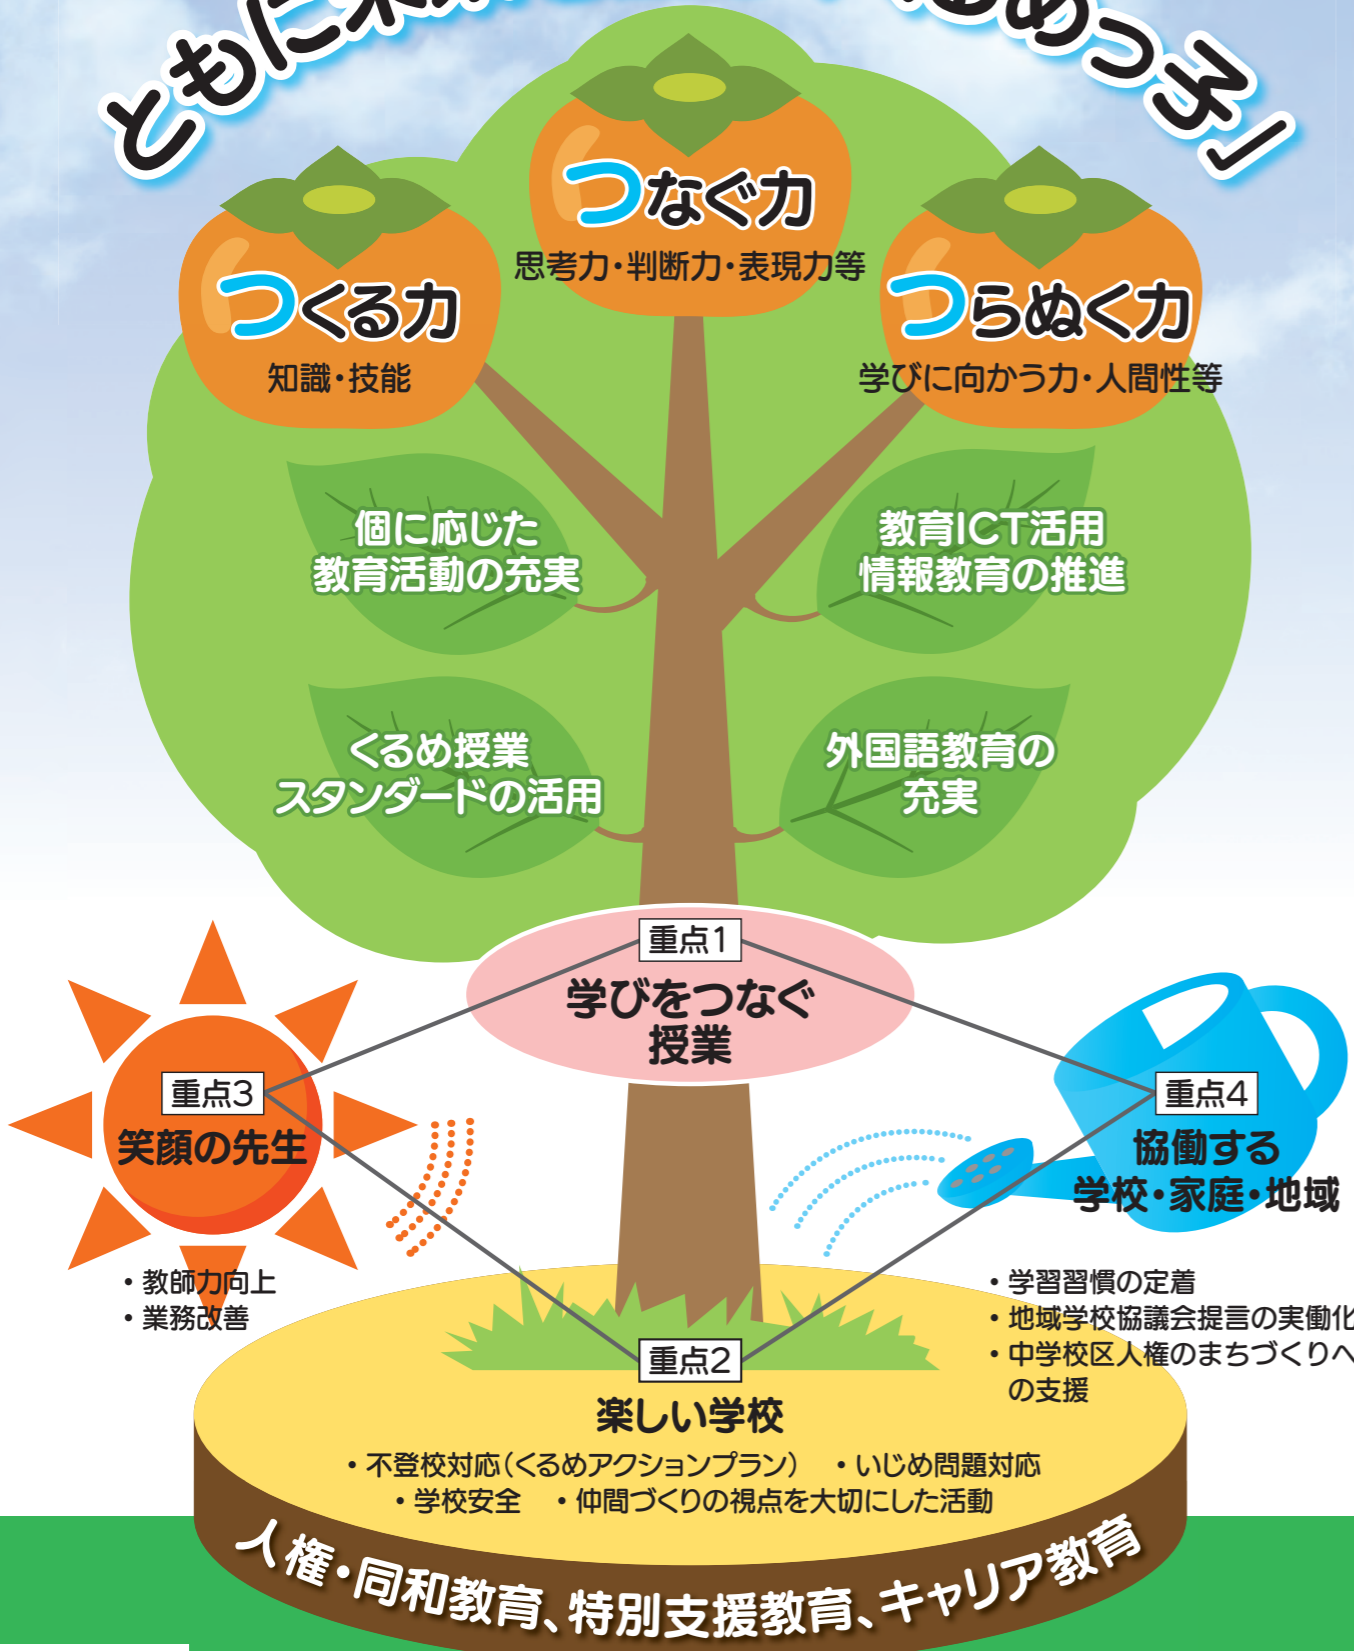 ともに未
めっ子」
つなぐ力
思考力・判断力・表現力等
つくる力
知識・技能
つらぬく力
学びに向かう力・人間性等
個に応じた
教育活動の充実
教育ICT活用
情報教育の推進
くるめ授業
スタンダードの活用
外国語教育の
充実
重点1
学びをつなぐ
授業
重点3
笑顔の先生
・教師力向上
・業務改善
重点4
協働する
学校・家庭・地域
・学習習慣の定着
・地域学校協議会提言の実働化
・中学校区人権のまちづくりへ
の支援
重点2
楽しい学校
・不登校対応（くるめアクションプラン） ・いじめ問題対応
・学校安全 ・仲間づくりの視点を大切にした活動
人権・同和教育、特別支援教育、キャリア教育